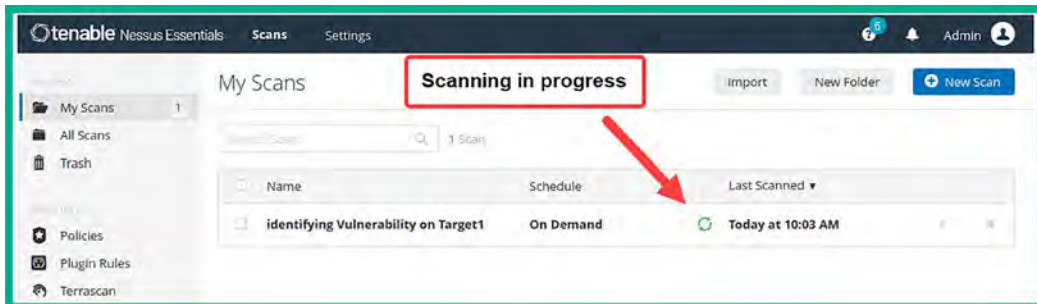 tenable Nessus Essentials Scans Settings 6 Admin
My Scans Scanning in progress Import New Folder New Scan
My Scans 1
All Scans 1 Scan
Trash
Name Schedule Last Scanned
identifying Vulnerability on Target1 On Demand Today at 10:03 AM
Policies
Plugin Rules
Terrascan